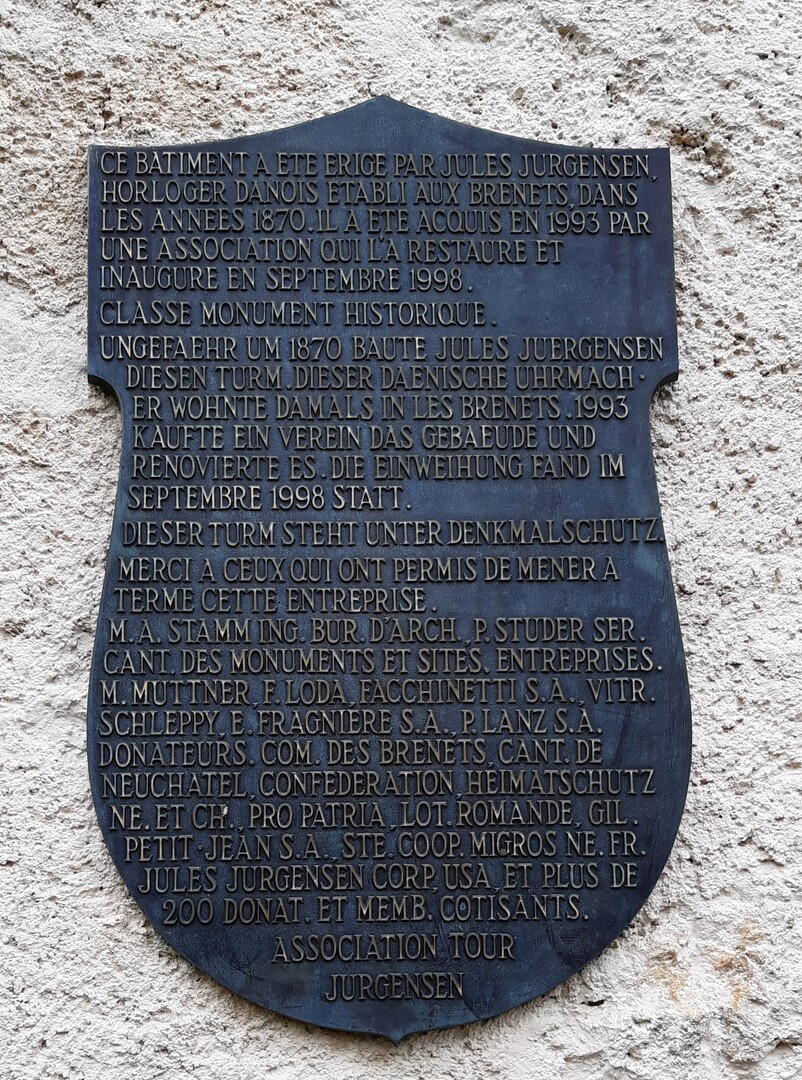 CE BATIMENT A ETE ERIGE PAR JULES JURGENSEN,
HORLOGER DANOIS ETABLI AUX BRENETS, DANS
LES ANNEES 1870. IL A ETE ACQUIS EN 1993 PAR
UNE ASSOCIATION QUI L'A RESTAURE ET
INAUGURE EN SEPTEMBRE 1998.
CLASSE MONUMENT HISTORIQUE.
UNGEFAEHR UM 1870 BAUTE JULES JUERGENSEN
DIESEN TURM. DIESER DAENISCHE UHRMACH-
ER WOHNTE DAMALS IN LES BRENETS. 1993
KAUFTE EIN VEREIN DAS GEBAEUDE UND
RENOVIERTE ES. DIE EINWEIHUNG FAND IM
SEPTEMBRE 1998 STATT.
DIESER TURM STEHT UNTER DENKMALSCHUTZ.
MERCI A CEUX QUI ONT PERMIS DE MENER A
TERME CETTE ENTREPRISE.
M. A. STAMM ING. BUR. D'ARCH., P. STUDER SER.
CANT. DES MONUMENTS ET SITES. ENTREPRISES.
M. MUTTNER, F. LODA, FACCHINETTI S.A., VITR.
SCHLEPPY, E. FRAGNIERE S.A., P. LANZ S.A.
DONATEURS. COM. DES BRENETS, CANT. DE
NEUCHATEL, CONFEDERATION, HEIMATSCHUTZ
NE. ET CH., PRO PATRIA, LOT. ROMANDE, GIL.
PETIT-JEAN S.A., STE. COOP. MIGROS NE. FR.
JULES JURGENSEN CORP, USA, ET PLUS DE
200 DONAT. ET MEMB. COTISANTS.
ASSOCIATION TOUR
JURGENSEN